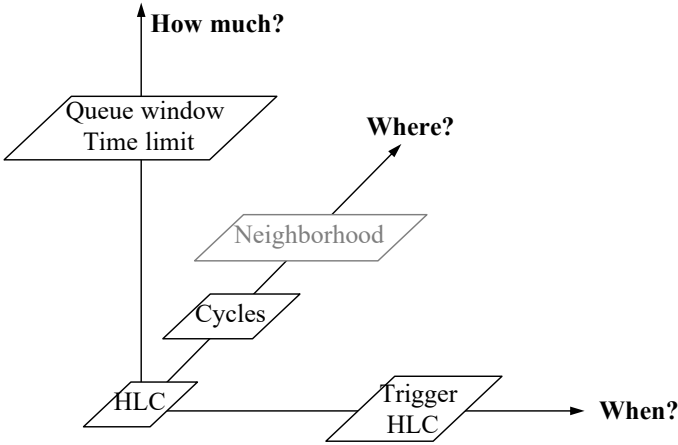 How much?
Queue window
Time limit
Where?
Neighborhood
Cycles
HLC
Trigger
HLC
When?